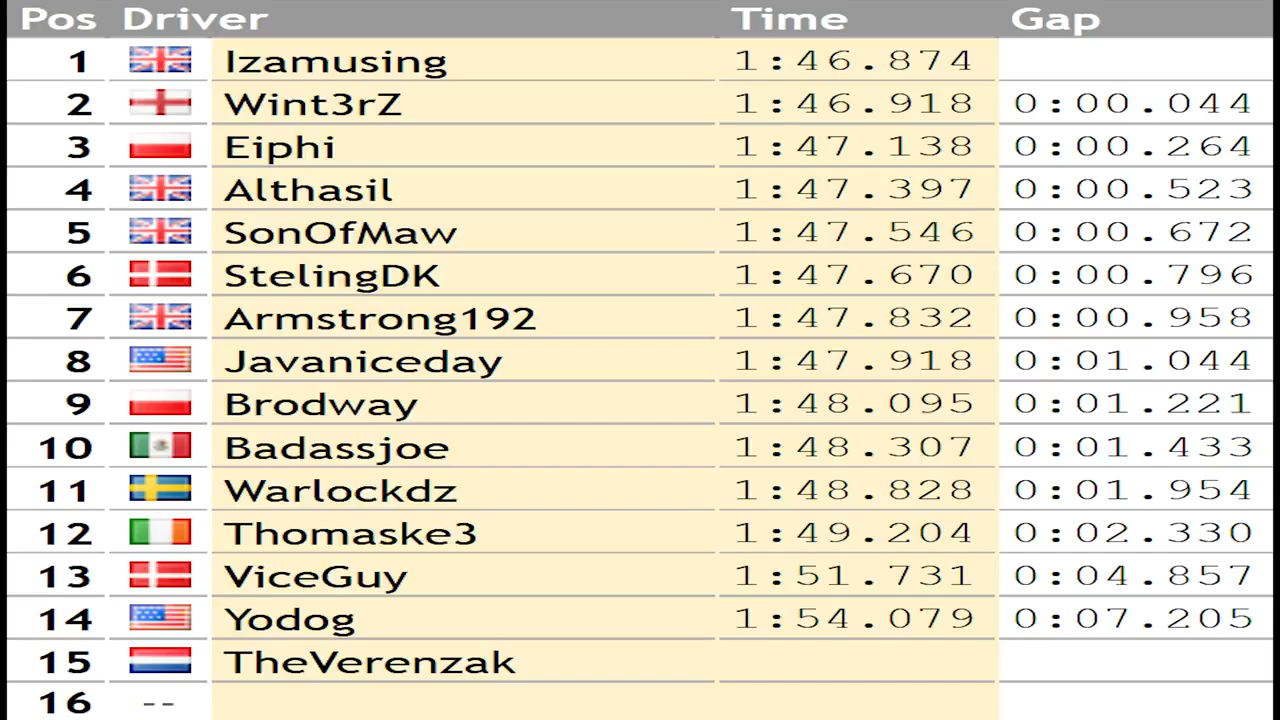 Pos Driver Time Gap
1 Izamusing 1:46.874
2 Wint3rZ 1:46.918 0:00.044
3 Eiphi 1:47.138 0:00.264
4 Althasil 1:47.397 0:00.523
5 SonOfMaw 1:47.546 0:00.672
6 StelingDK 1:47.670 0:00.796
7 Armstrong192 1:47.832 0:00.958
8 Javaniceday 1:47.918 0:01.044
9 Brodway 1:48.095 0:01.221
10 Badassjoe 1:48.307 0:01.433
11 Warlockdz 1:48.828 0:01.954
12 Thomaske3 1:49.204 0:02.330
13 ViceGuy 1:51.731 0:04.857
14 Yodog 1:54.079 0:07.205
15 TheVerenzak
16 --